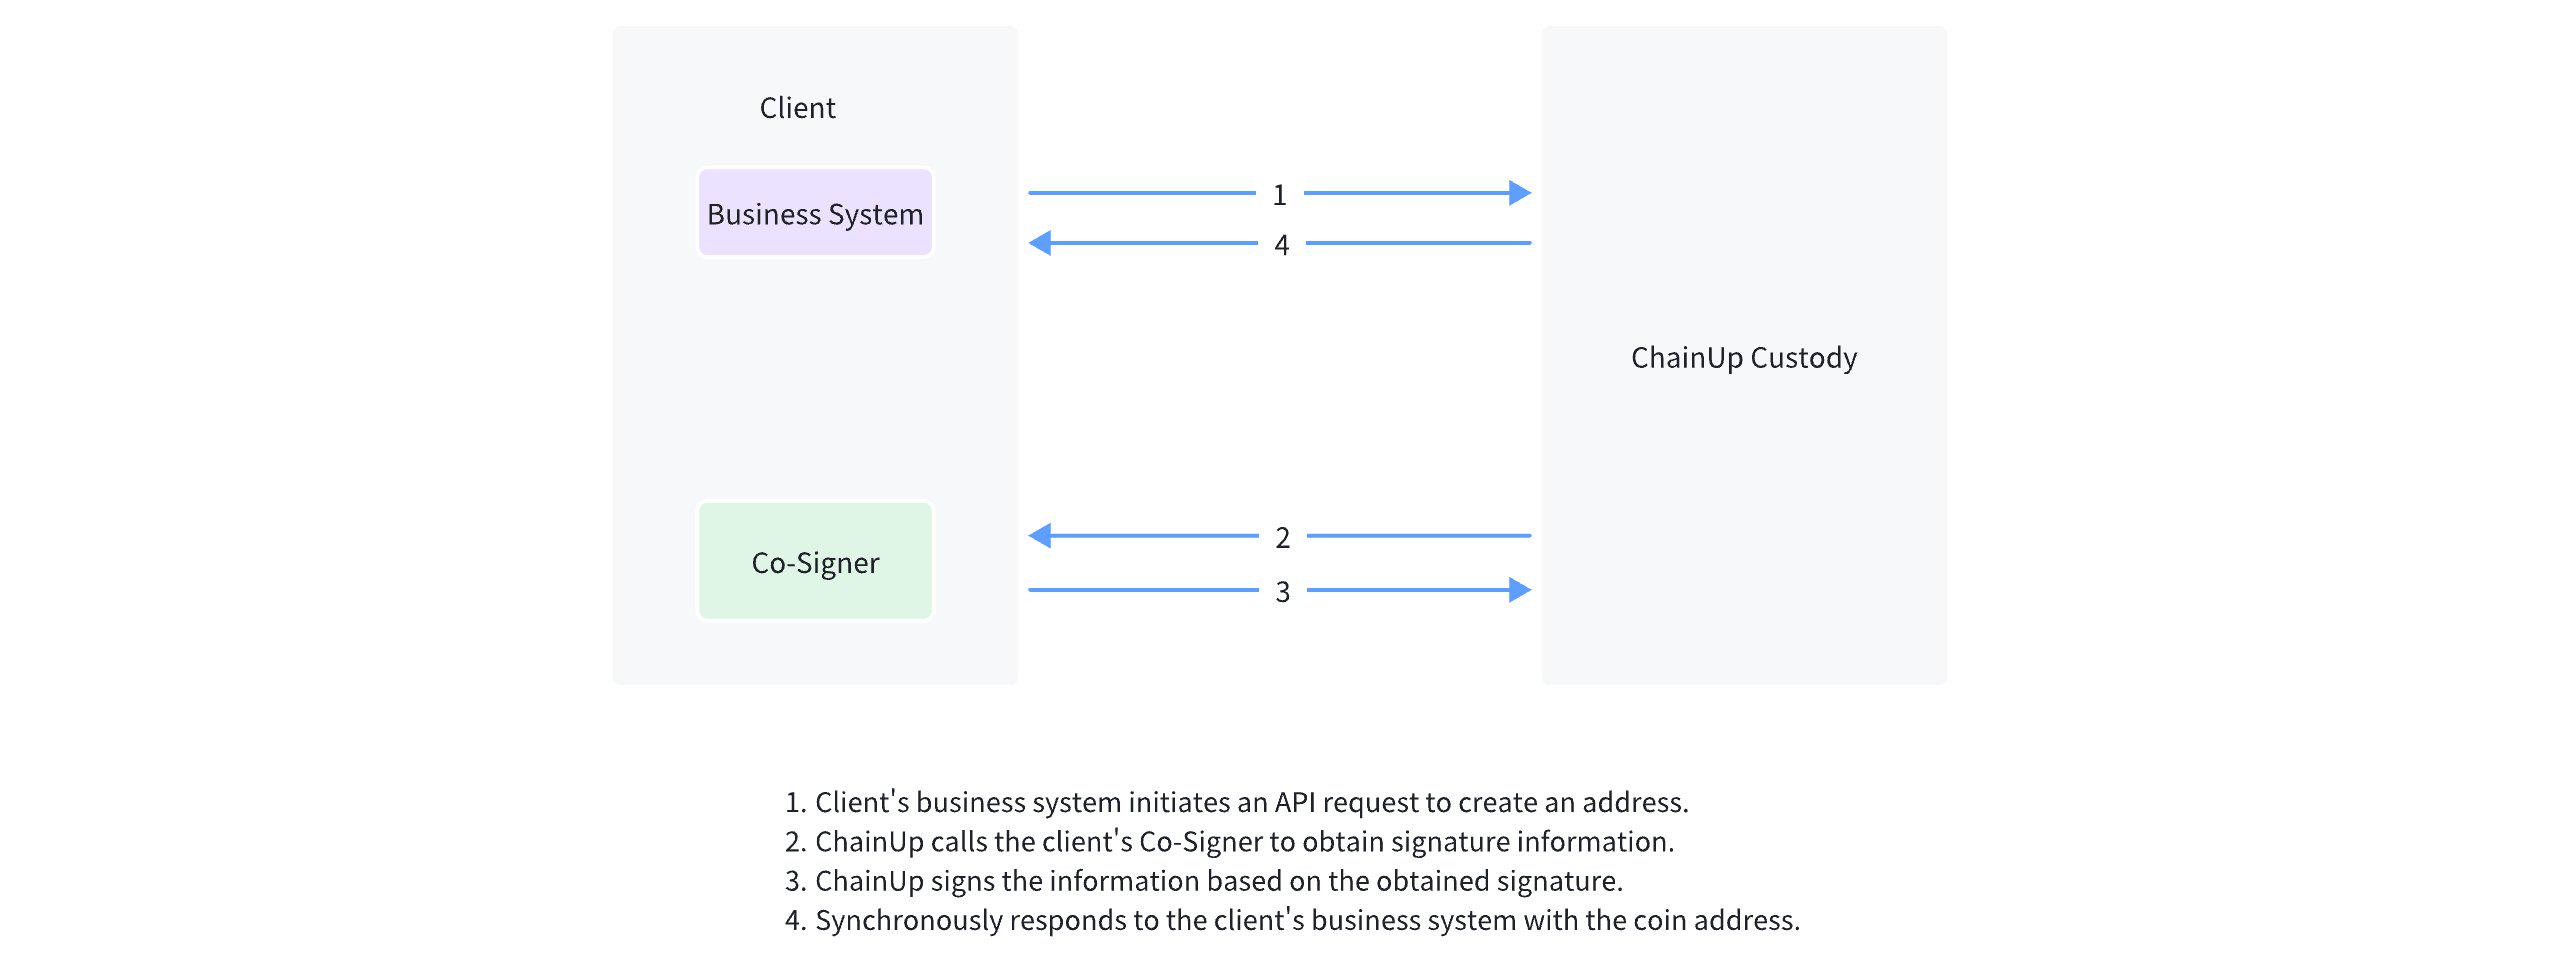 Client
Business System
1
4
ChainUp Custody
Co-Signer
2
3
1. Client's business system initiates an API request to create an address.
2. ChainUp calls the client's Co-Signer to obtain signature information.
3. ChainUp signs the information based on the obtained signature.
4. Synchronously responds to the client's business system with the coin address.